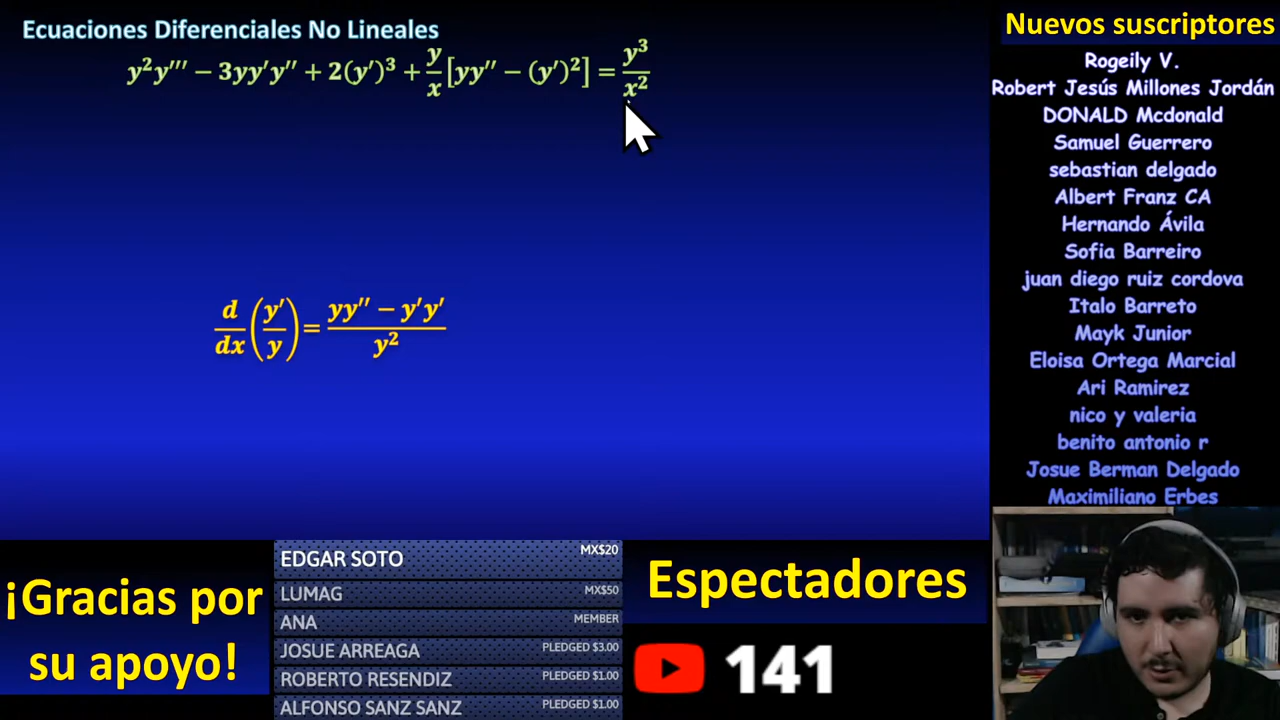 Ecuaciones Diferenciales No Lineales
y²y''' − 3yy'y'' + 2(y')³ + y/x [yy'' − (y')²] = y³/x²
d/dx (y'/y) = (yy'' − y'y')/y²
Nuevos suscriptores
Rogeily V.
Robert Jesús Millones Jordán
DONALD Mcdonald
Samuel Guerrero
sebastian delgado
Albert Franz CA
Hernando Ávila
Sofia Barreiro
juan diego ruiz cordova
Italo Barreto
Mayk Junior
Eloisa Ortega Marcial
Ari Ramirez
nico y valeria
benito antonio r
Josue Berman Delgado
Maximiliano Erbes
¡Gracias por
su apoyo!
EDGAR SOTO MX$20
LUMAG MX$50
ANA MEMBER
JOSUE ARREAGA PLEDGED $3.00
ROBERTO RESENDIZ PLEDGED $1.00
ALFONSO SANZ SANZ PLEDGED $1.00
Espectadores
141